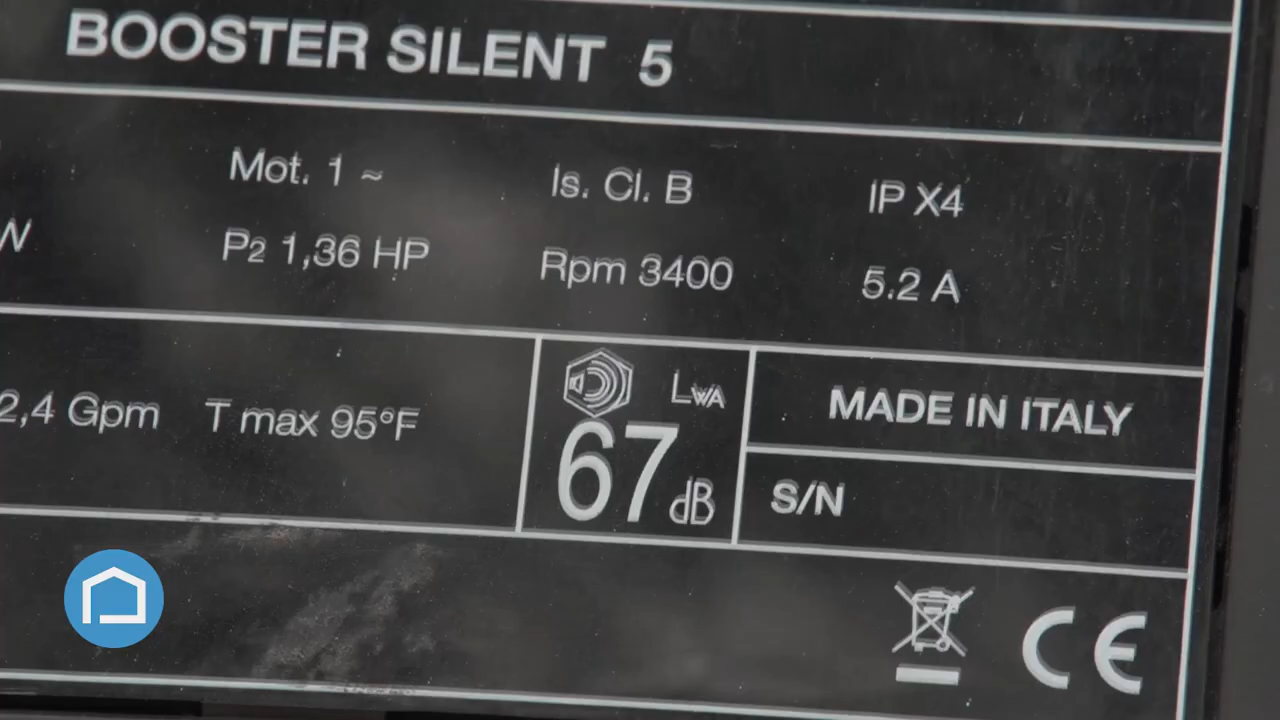 BOOSTER SILENT 5
Mot. 1 ~ Is. Cl. B IP X4
W P2 1,36 HP Rpm 3400 5.2 A
2,4 Gpm T max 95°F
LWA
67 dB
MADE IN ITALY
S/N
CE